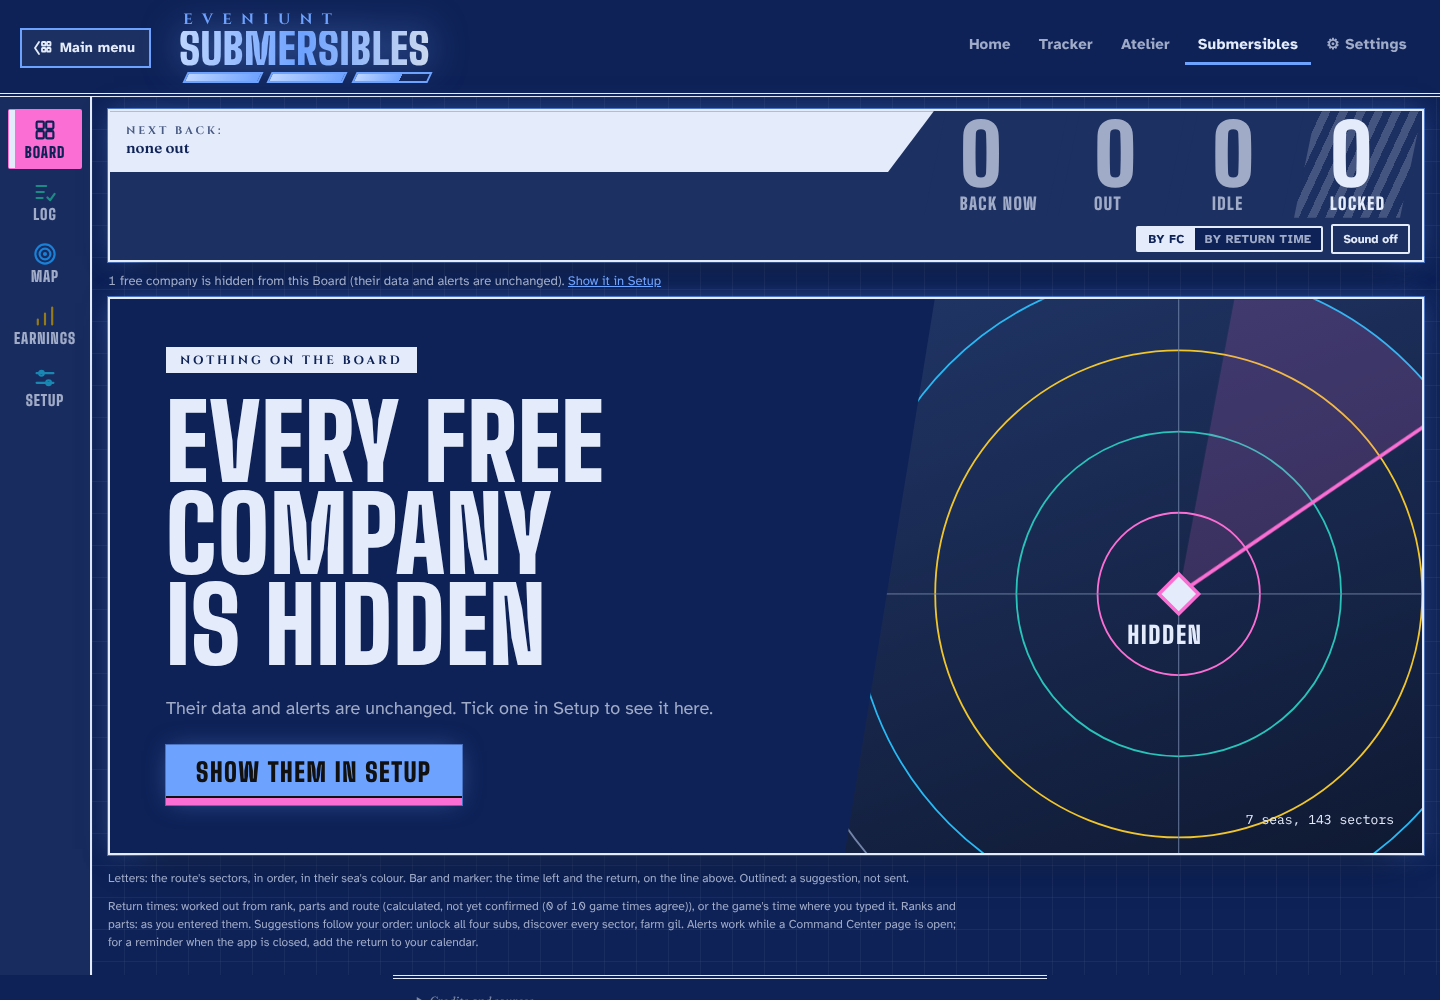 Main menu
EVENIUNT
SUBMERSIBLES
Home
Tracker
Atelier
Submersibles
Settings
BOARD
LOG
MAP
EARNINGS
SETUP
NEXT BACK:
none out
0
BACK NOW
0
OUT
0
IDLE
0
LOCKED
BY FC
BY RETURN TIME
Sound off
1 free company is hidden from this Board (their data and alerts are unchanged). Show it in Setup
NOTHING ON THE BOARD
EVERY FREE
COMPANY
IS HIDDEN
Their data and alerts are unchanged. Tick one in Setup to see it here.
SHOW THEM IN SETUP
HIDDEN
7 seas, 143 sectors
Letters: the route's sectors, in order, in their sea's colour. Bar and marker: the time left and the return, on the line above. Outlined: a suggestion, not sent.
Return times: worked out from rank, parts and route (calculated, not yet confirmed (0 of 10 game times agree)), or the game's time where you typed it. Ranks and
parts: as you entered them. Suggestions follow your order: unlock all four subs, discover every sector, farm gil. Alerts work while a Command Center page is open;
for a reminder when the app is closed, add the return to your calendar.
Credits and sources